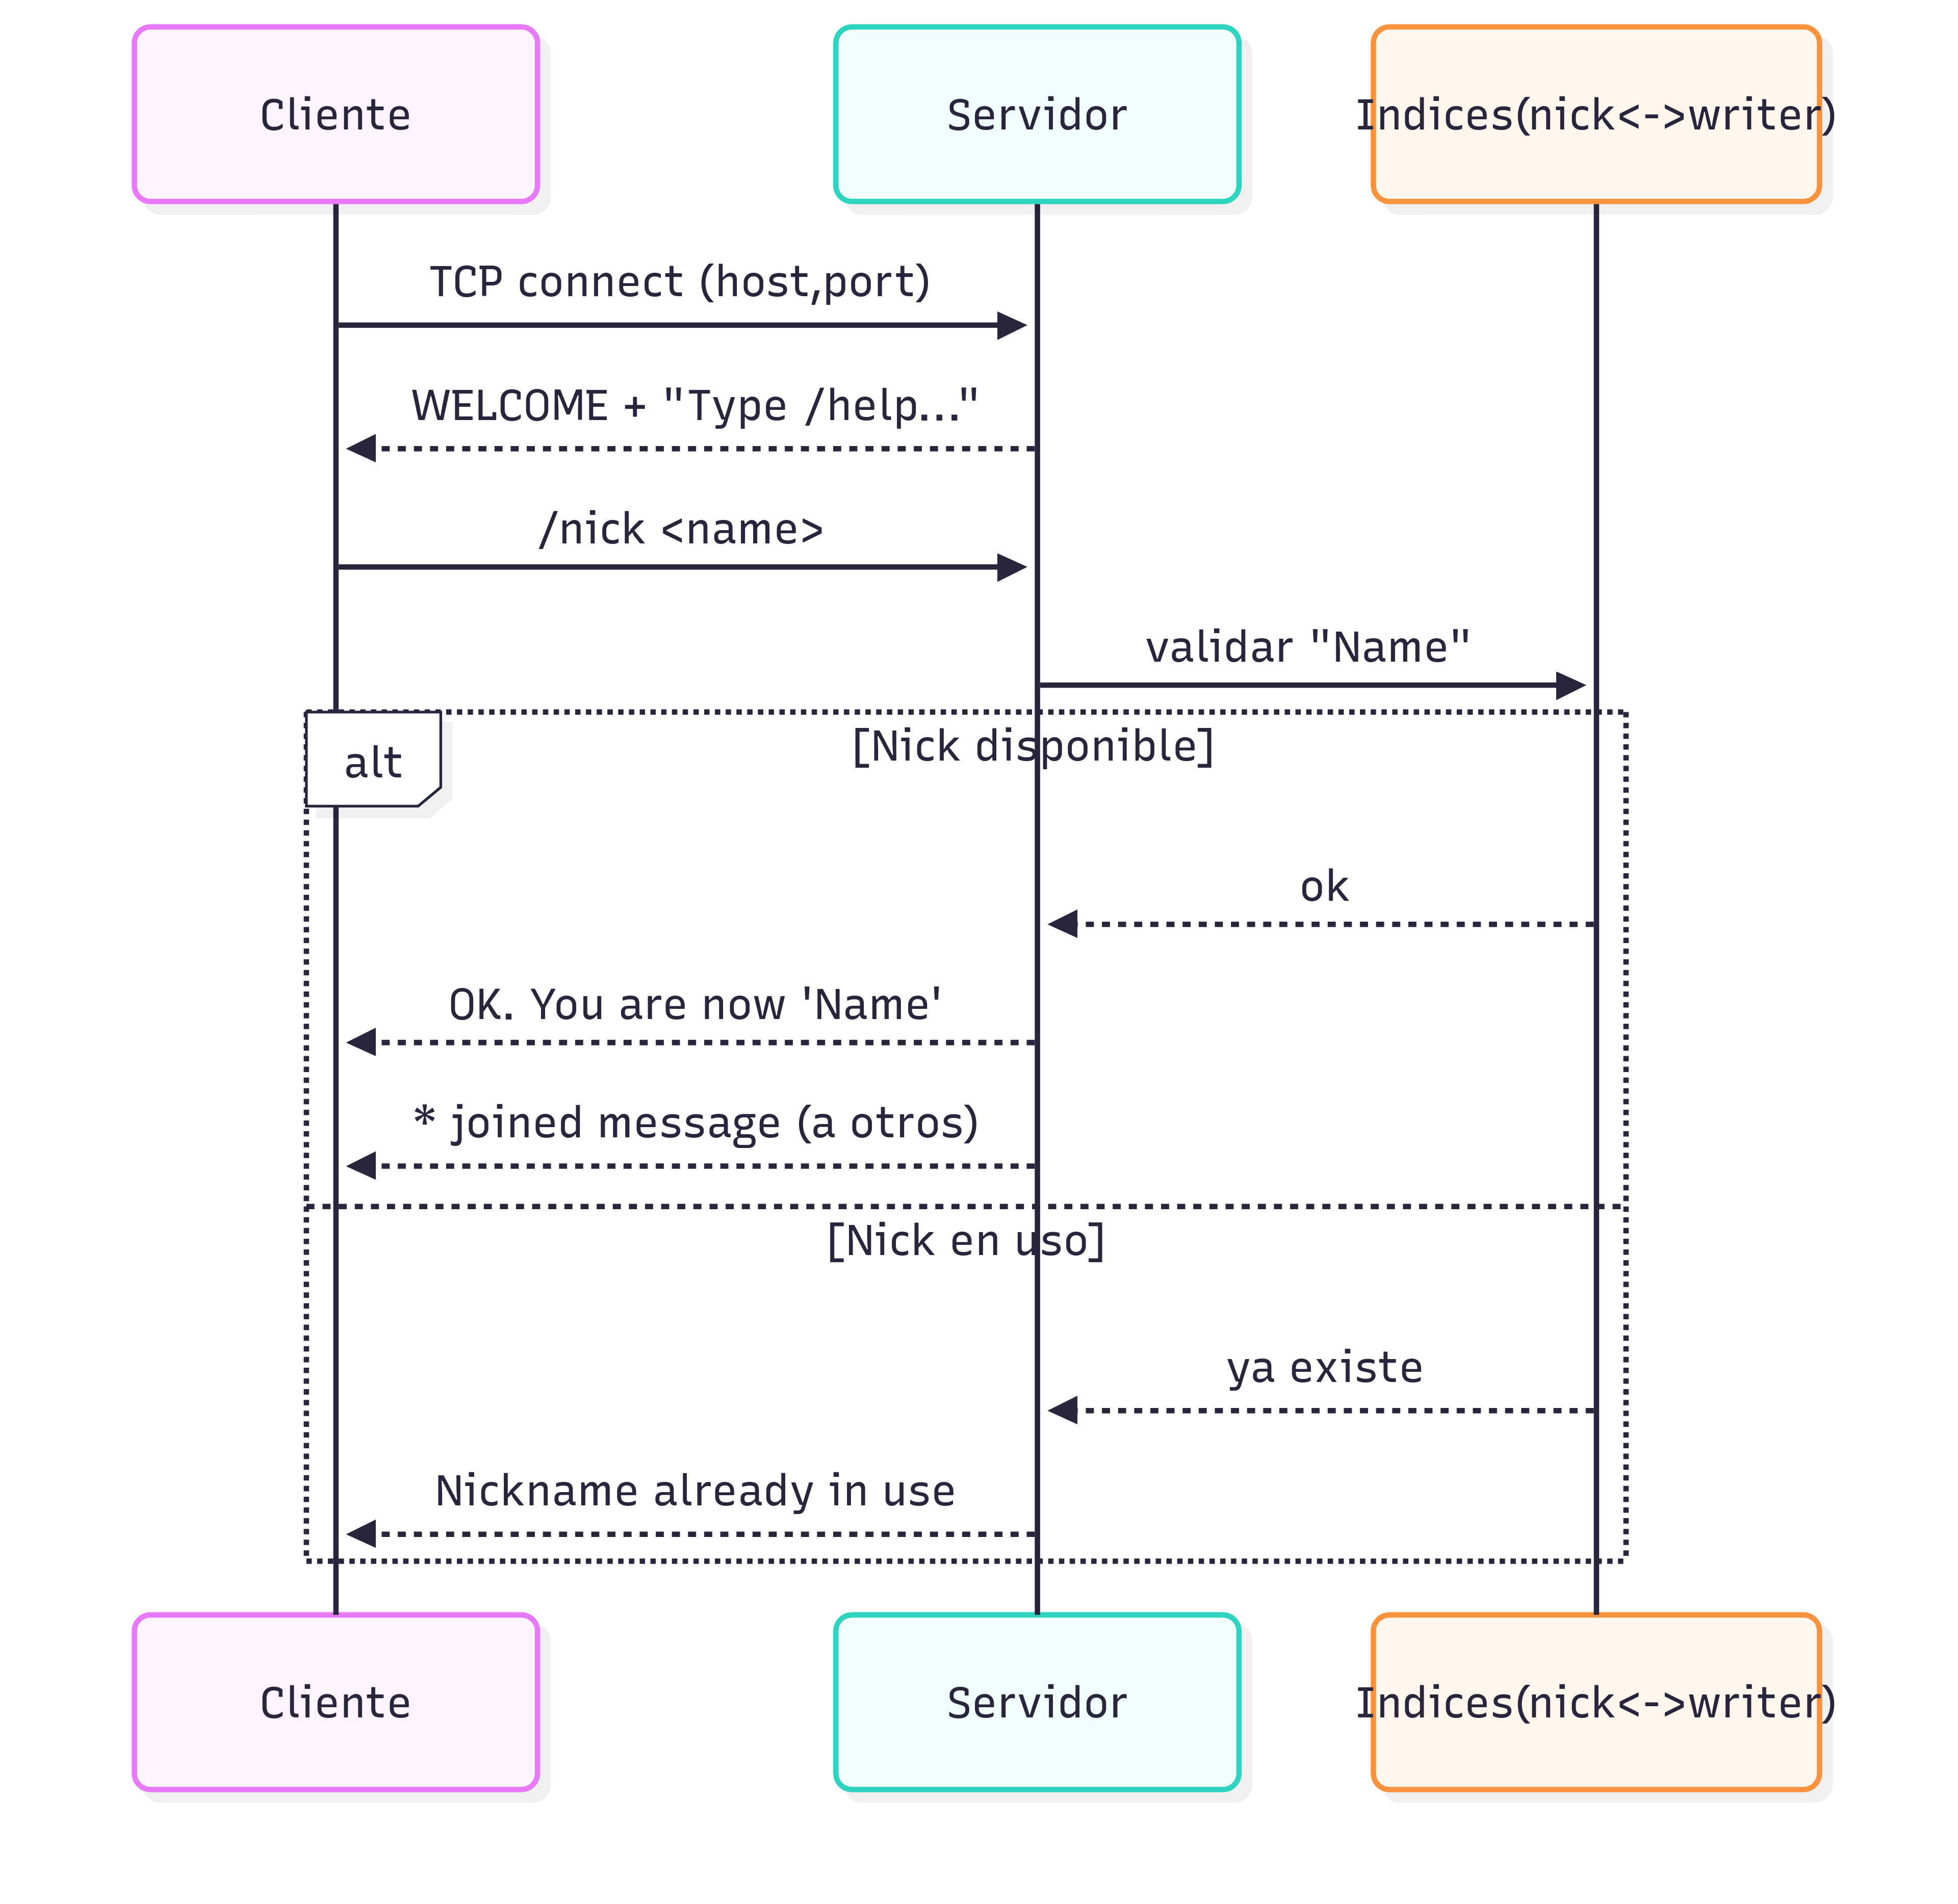 Cliente
Servidor
Indices(nick<->writer)
TCP connect (host,port)
WELCOME + "Type /help..."
/nick <name>
validar "Name"
alt
[Nick disponible]
ok
OK. You are now 'Name'
* joined message (a otros)
[Nick en uso]
ya existe
Nickname already in use
Cliente
Servidor
Indices(nick<->writer)